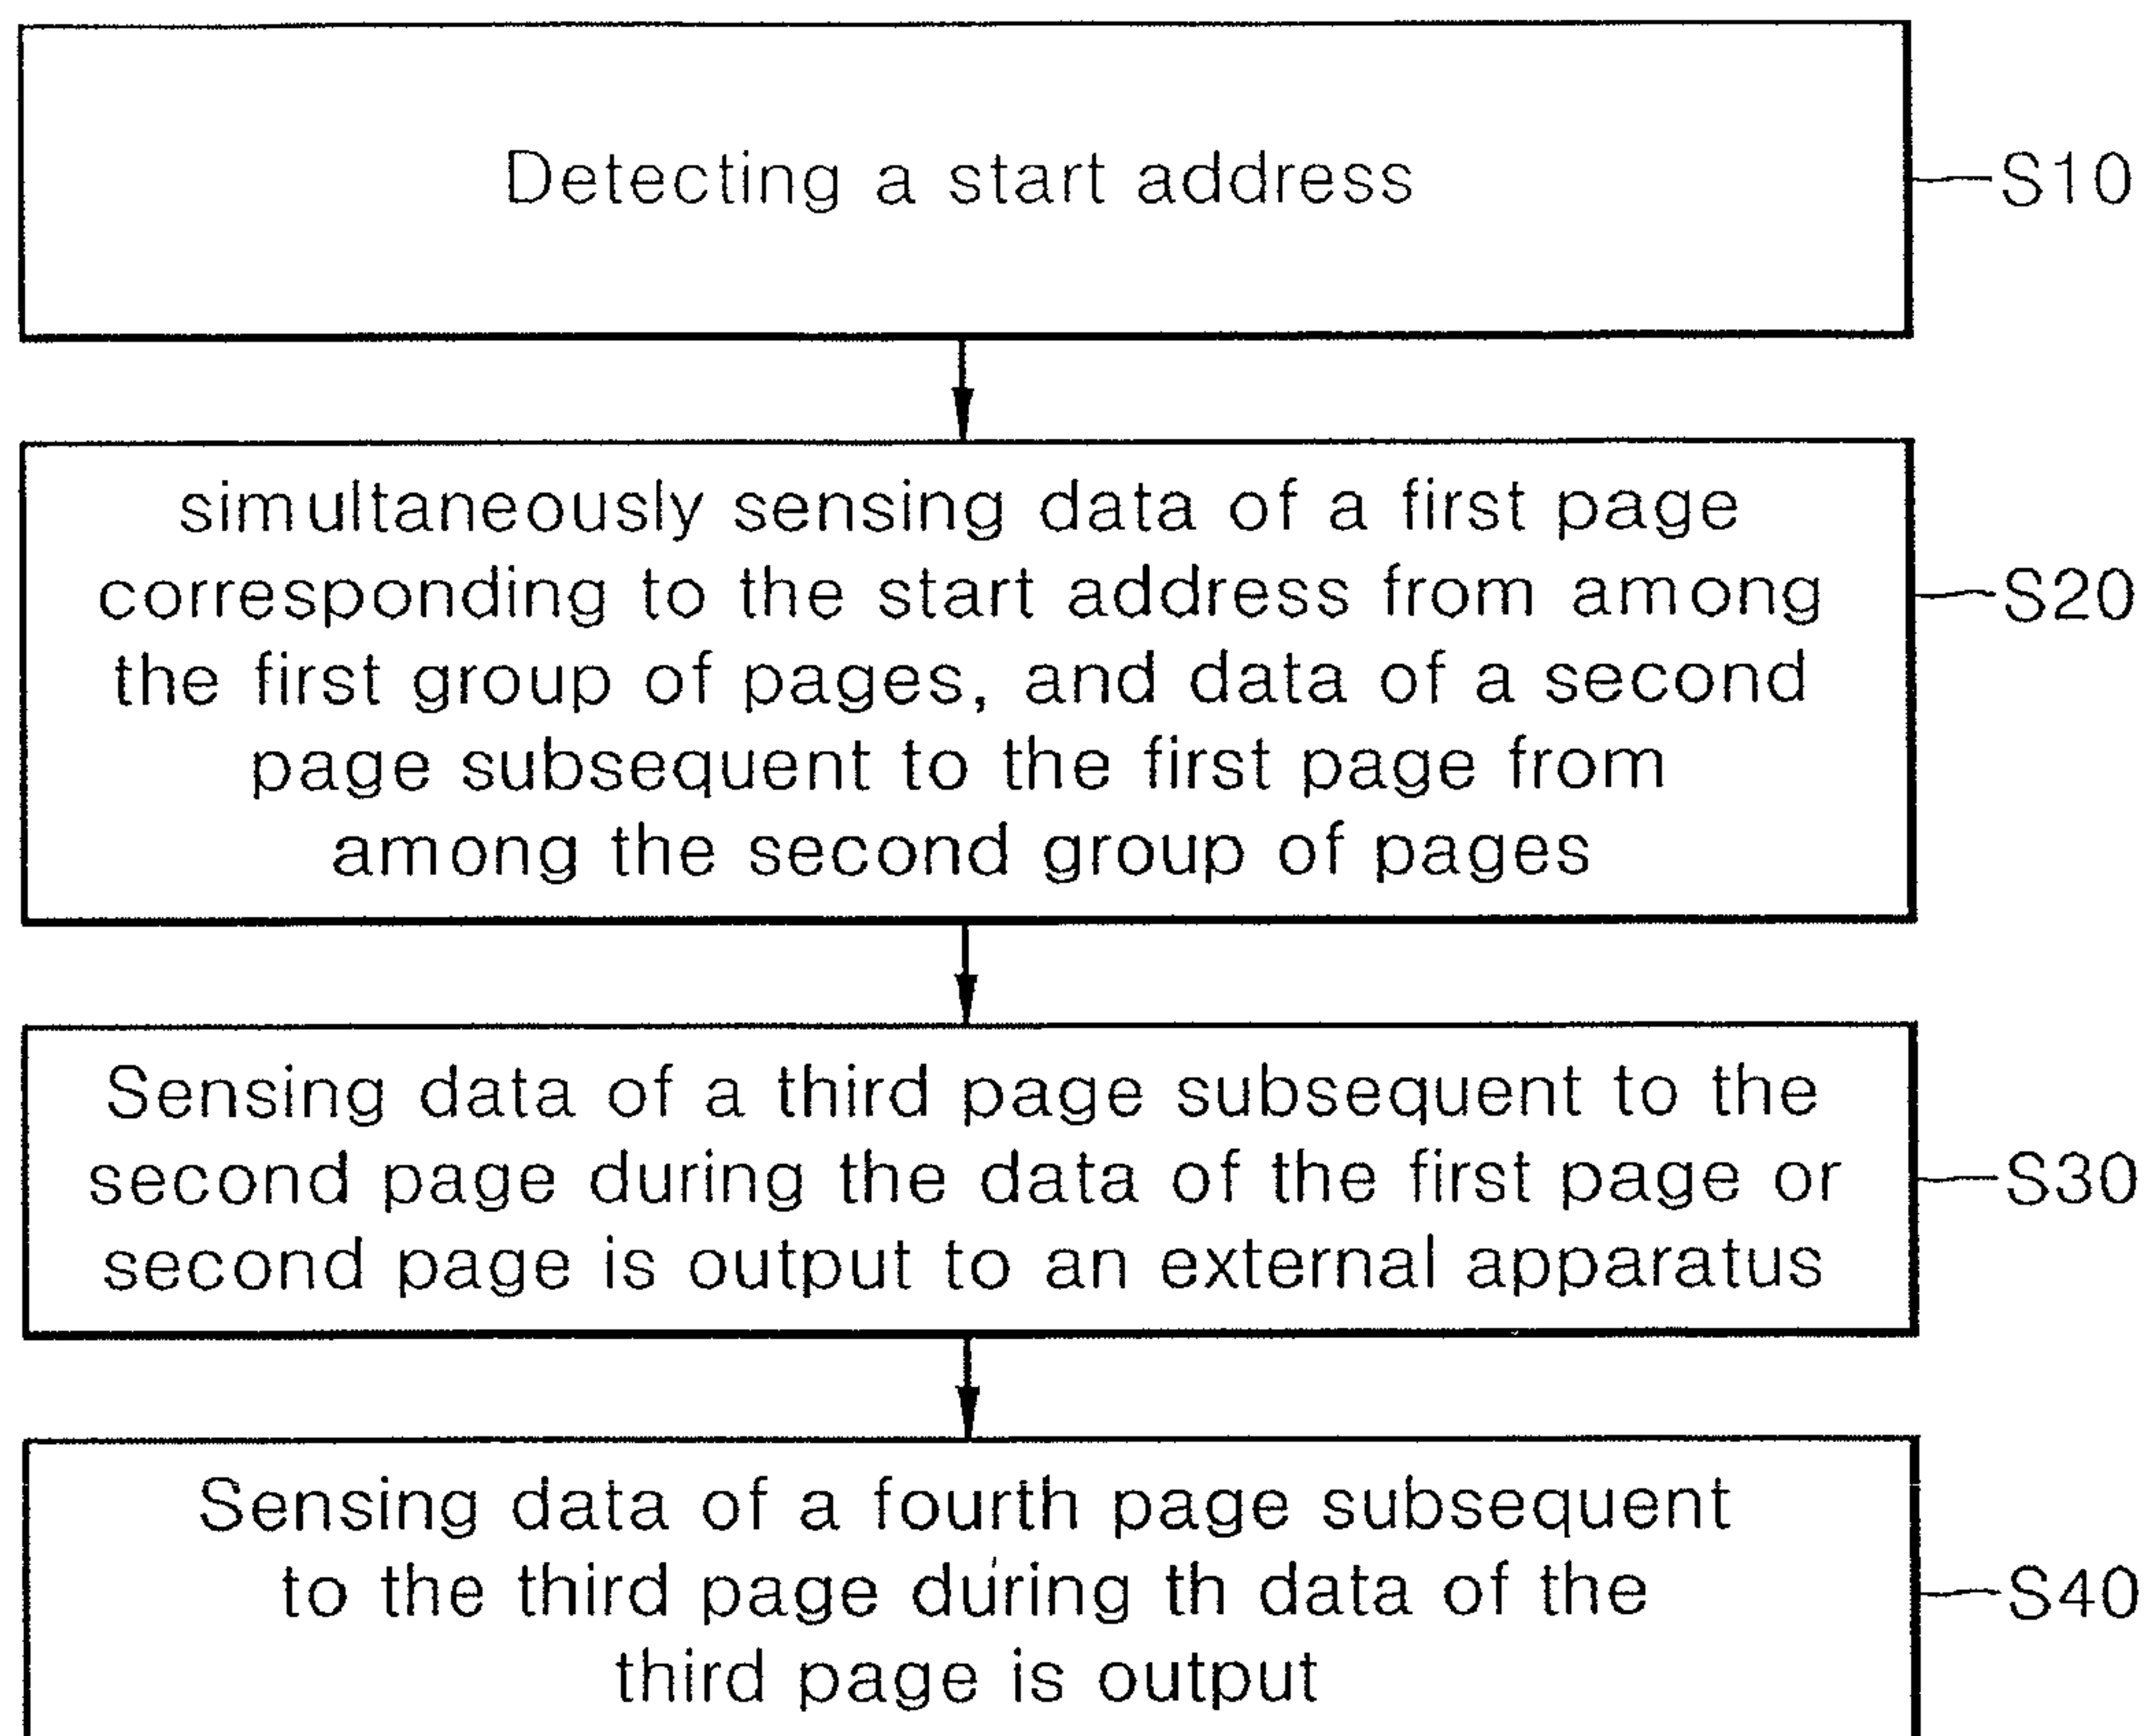 Detecting a start address
S10
simultaneously sensing data of a first page
corresponding to the start address from among
the first group of pages, and data of a second
page subsequent to the first page from
among the second group of pages
S20
Sensing data of a third page subsequent to the
second page during the data of the first page or
second page is output to an external apparatus
S30
Sensing data of a fourth page subsequent
to the third page during th data of the
third page is output
S40